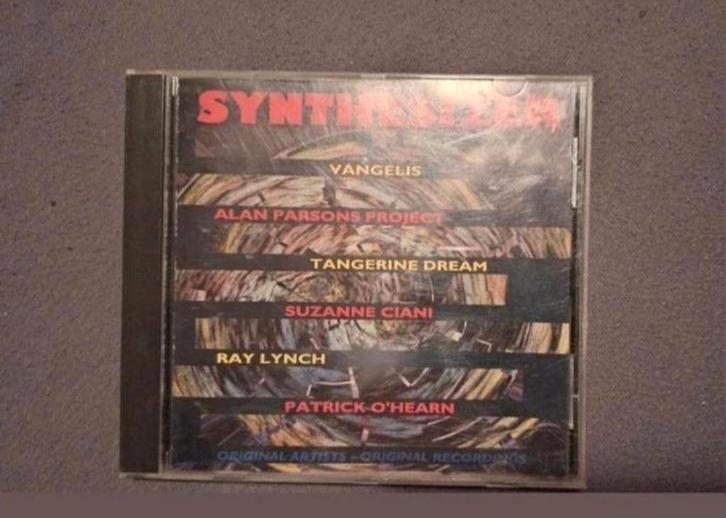 SYNTHESIZER
VANGELIS
ALAN PARSONS PROJECT
TANGERINE DREAM
SUZANNE CIANI
RAY LYNCH
PATRICK O'HEARN
ORIGINAL ARTISTS - ORIGINAL RECORDINGS